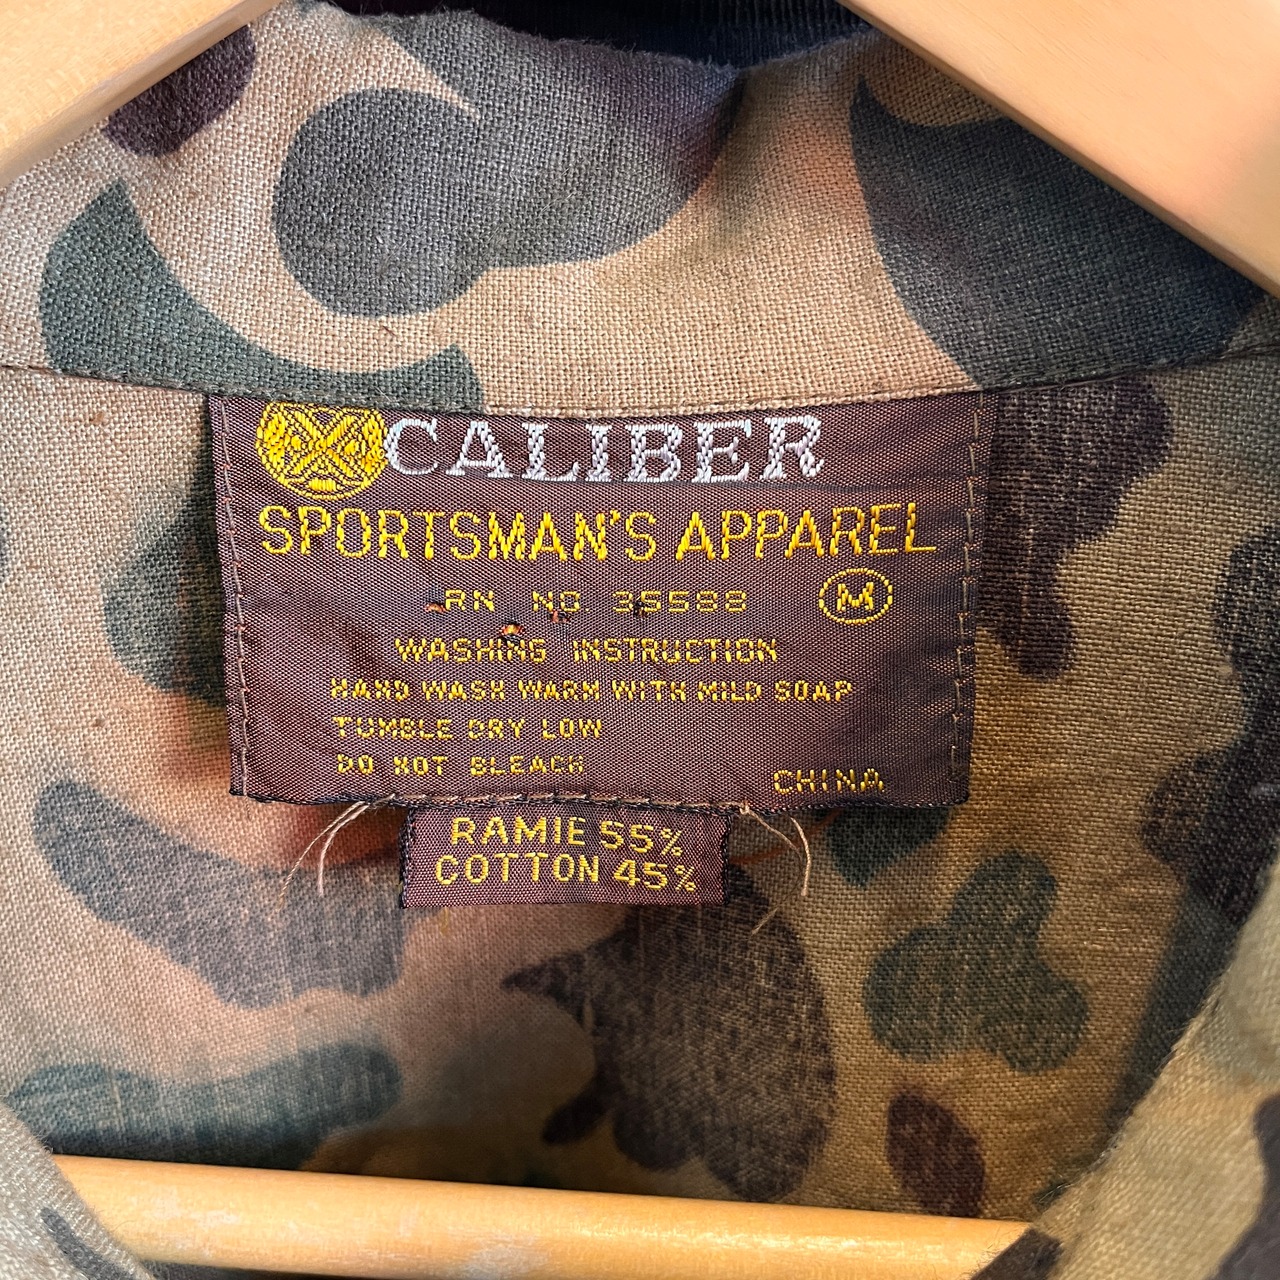 CALIBER
SPORTSMAN'S APPAREL
RN NO 35588 M
WASHING INSTRUCTION
HAND WASH WARM WITH MILD SOAP
TUMBLE DRY LOW
DO NOT BLEACH
CHINA
RAMIE 55%
COTTON 45%